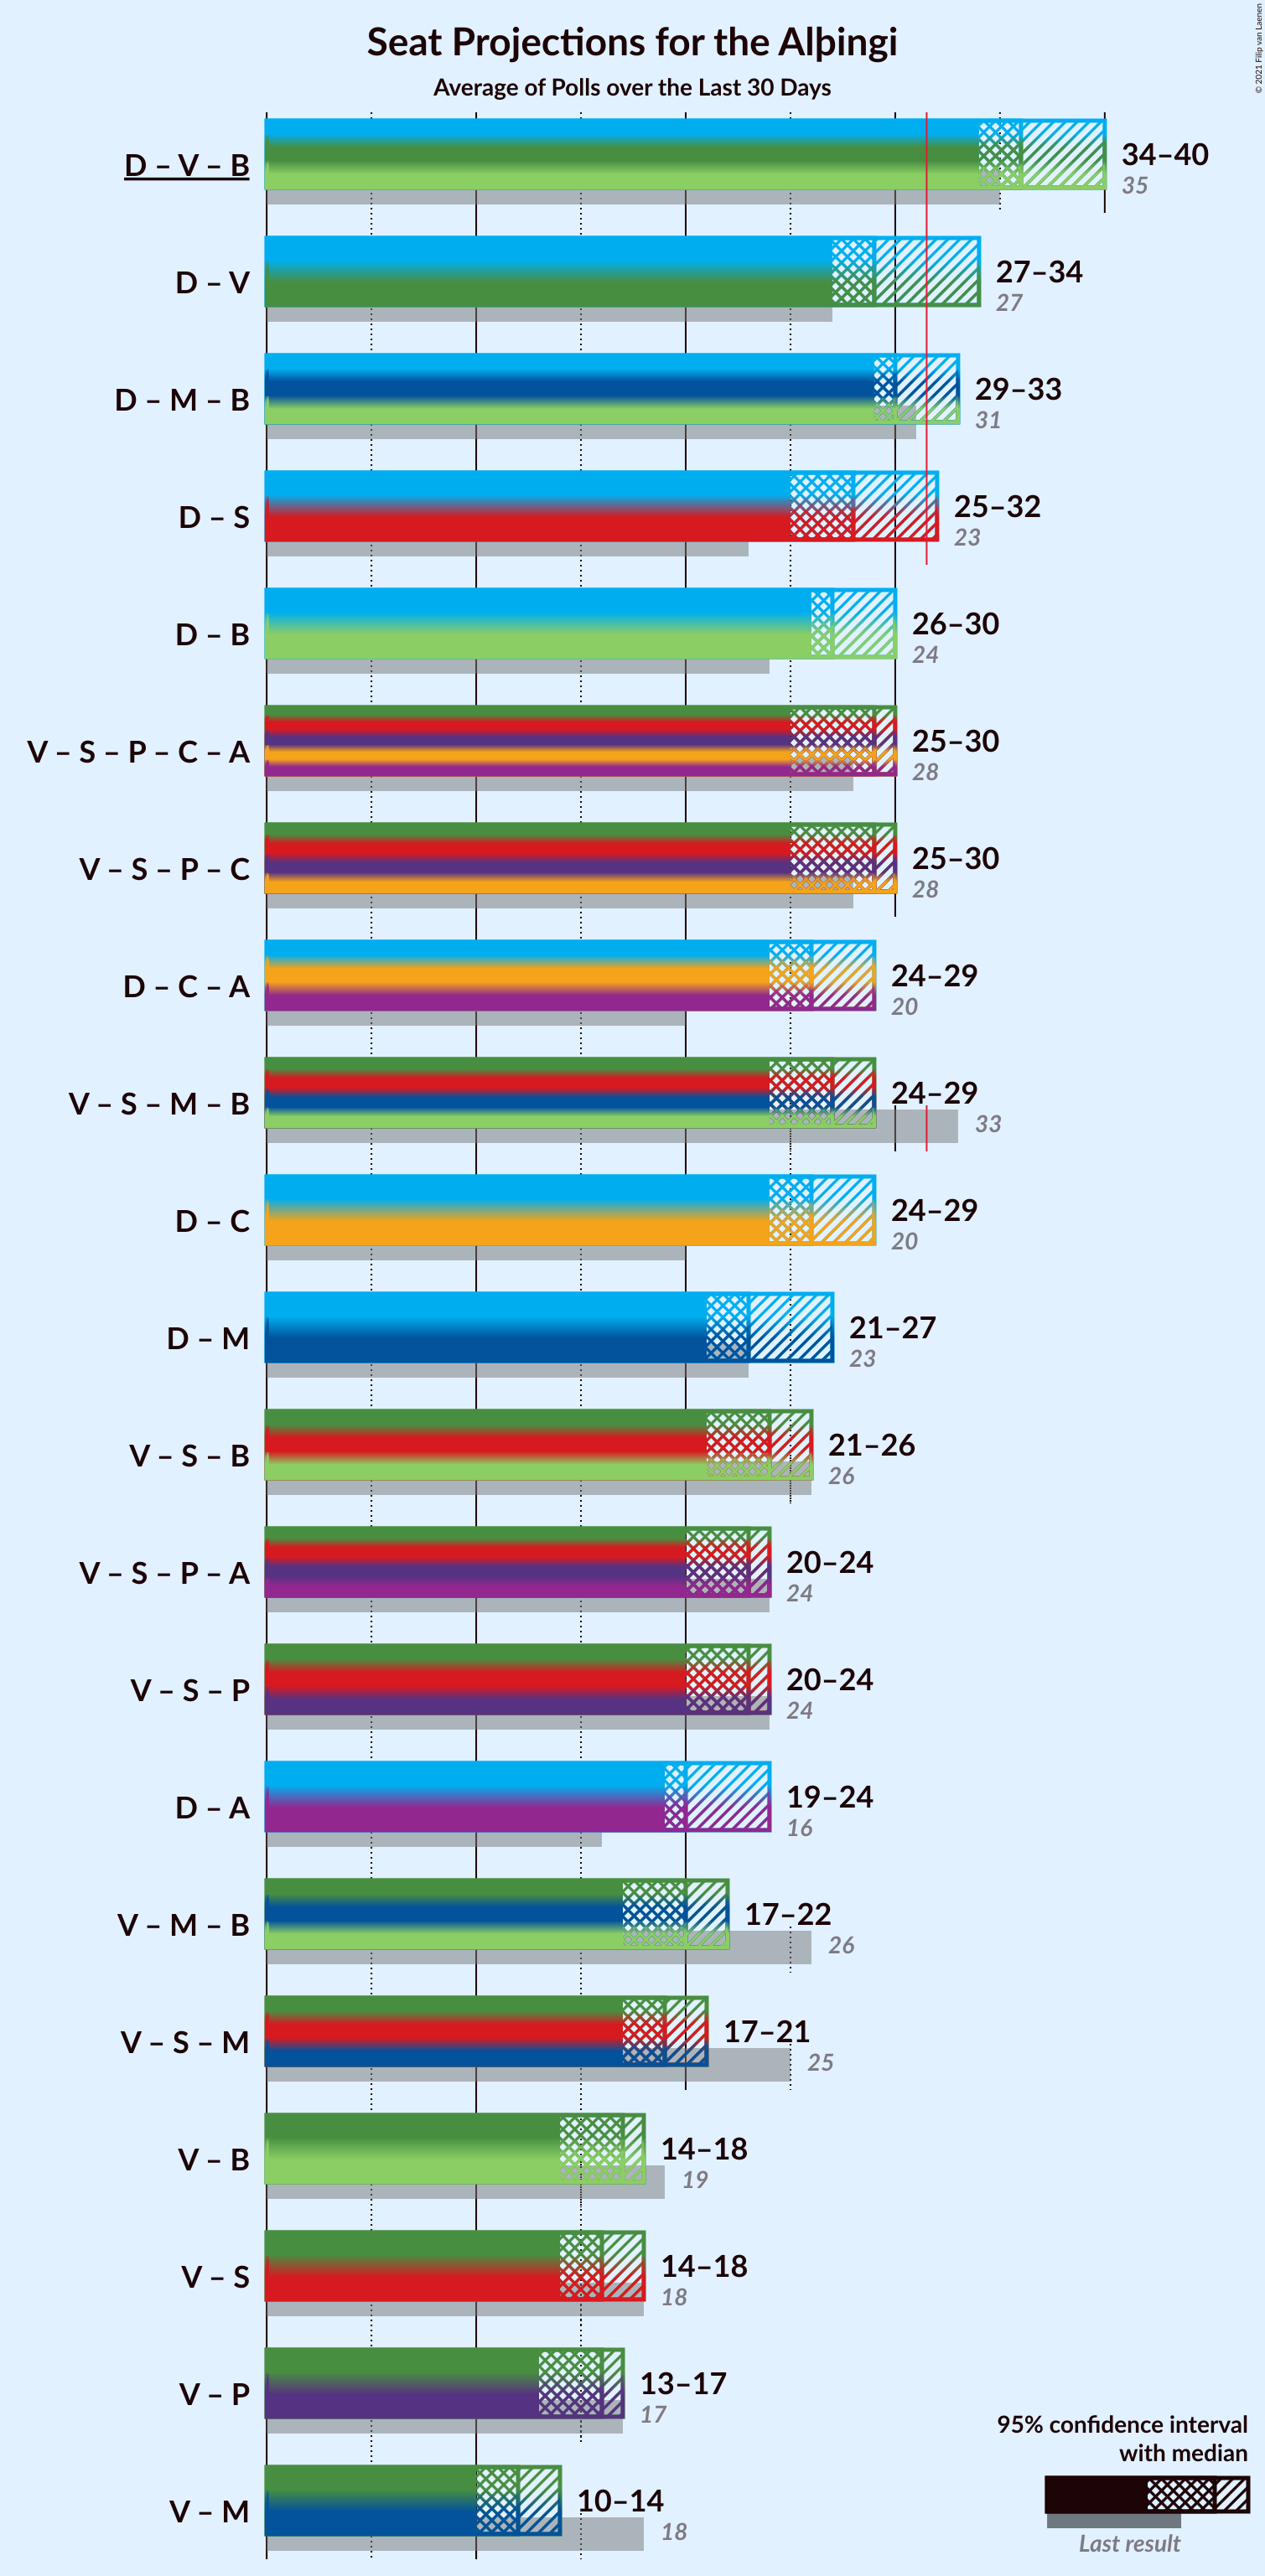 © 2021 Filip van Laenen
Seat Projections for the Alþingi
Average of Polls over the Last 30 Days
D – V – B
34–40
35
D – V
27–34
27
D – M – B
29–33
31
D – S
25–32
23
D – B
26–30
24
V – S – P – C – A
25–30
28
V – S – P – C
25–30
28
D – C – A
24–29
20
V – S – M – B
24–29
33
D – C
24–29
20
D – M
21–27
23
V – S – B
21–26
26
V – S – P – A
20–24
24
V – S – P
20–24
24
D – A
19–24
16
V – M – B
17–22
26
V – S – M
17–21
25
V – B
14–18
19
V – S
14–18
18
V – P
13–17
17
V – M
10–14
18
95% confidence interval
with median
Last result